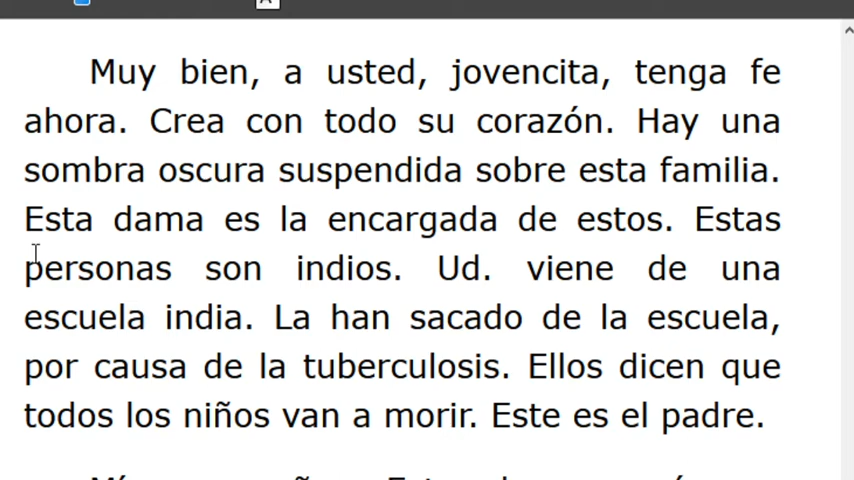 Muy bien, a usted, jovencita, tenga fe
ahora. Crea con todo su corazón. Hay una
sombra oscura suspendida sobre esta familia.
Esta dama es la encargada de estos. Estas
personas son indios. Ud. viene de una
escuela india. La han sacado de la escuela,
por causa de la tuberculosis. Ellos dicen que
todos los niños van a morir. Este es el padre.